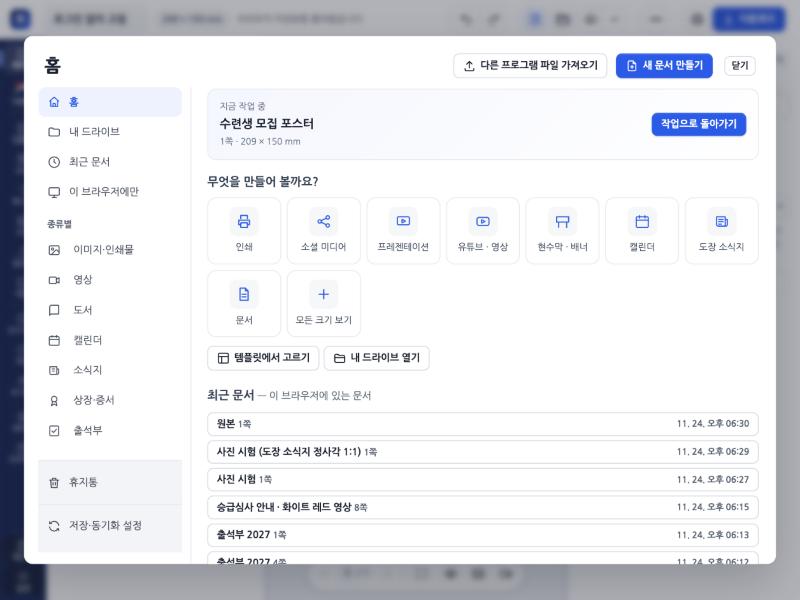 홈
다른 프로그램 파일 가져오기
새 문서 만들기
닫기
홈
내 드라이브
최근 문서
이 브라우저에만
종류별
이미지·인쇄물
영상
도서
캘린더
소식지
상장·증서
출석부
휴지통
저장·동기화 설정
지금 작업 중
수련생 모집 포스터
1쪽 · 209 × 150 mm
작업으로 돌아가기
무엇을 만들어 볼까요?
인쇄
소셜 미디어
프레젠테이션
유튜브 · 영상
현수막 · 배너
캘린더
도장 소식지
문서
모든 크기 보기
템플릿에서 고르기
내 드라이브 열기
최근 문서 — 이 브라우저에 있는 문서
원본 1쪽 11. 24. 오후 06:30
사진 시험 (도장 소식지 정사각 1:1) 1쪽 11. 24. 오후 06:29
사진 시험 1쪽 11. 24. 오후 06:27
승급심사 안내 · 화이트 레드 영상 8쪽 11. 24. 오후 06:15
출석부 2027 1쪽 11. 24. 오후 06:13
출석부 2027 4쪽 11. 24. 오후 06:12